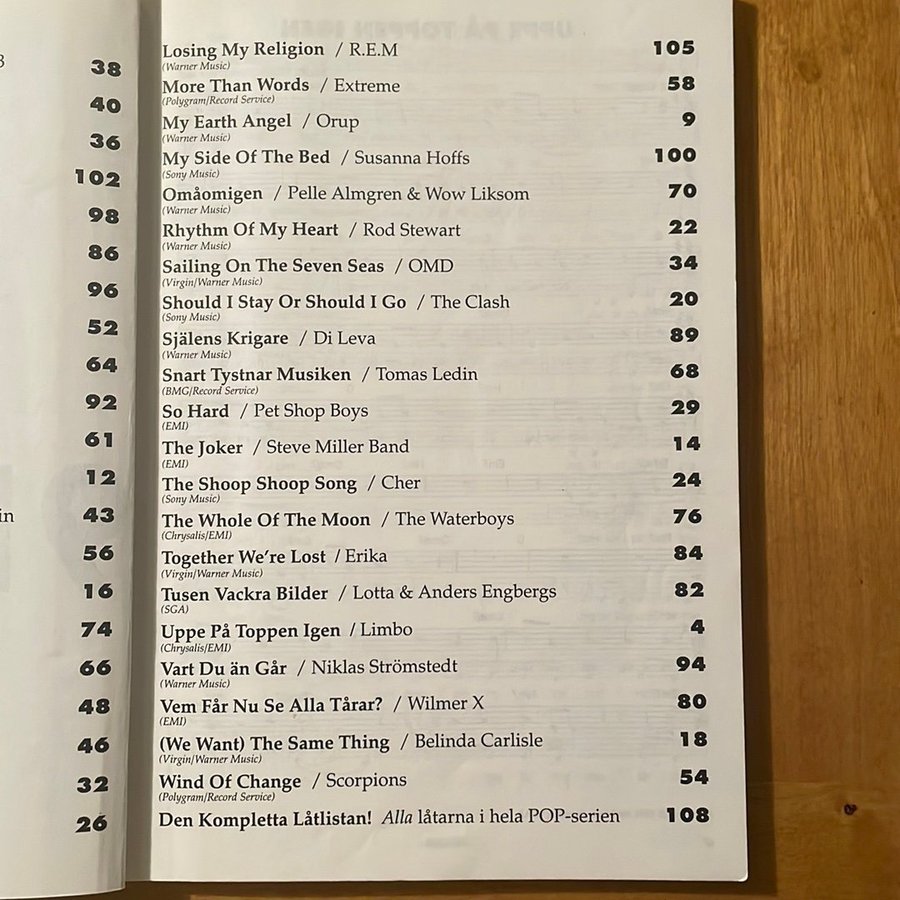 3
38
40
36
102
98
86
96
52
64
92
61
12
in 43
56
16
74
66
48
46
32
26
Losing My Religion / R.E.M 105
(Warner Music)
More Than Words / Extreme 58
(Polygram/Record Service)
My Earth Angel / Orup 9
(Warner Music)
My Side Of The Bed / Susanna Hoffs 100
(Sony Music)
Omåomigen / Pelle Almgren & Wow Liksom 70
(Warner Music)
Rhythm Of My Heart / Rod Stewart 22
(Warner Music)
Sailing On The Seven Seas / OMD 34
(Virgin/Warner Music)
Should I Stay Or Should I Go / The Clash 20
(Sony Music)
Själens Krigare / Di Leva 89
(Warner Music)
Snart Tystnar Musiken / Tomas Ledin 68
(BMG/Record Service)
So Hard / Pet Shop Boys 29
(EMI)
The Joker / Steve Miller Band 14
(EMI)
The Shoop Shoop Song / Cher 24
(Sony Music)
The Whole Of The Moon / The Waterboys 76
(Chrysalis/EMI)
Together We're Lost / Erika 84
(Virgin/Warner Music)
Tusen Vackra Bilder / Lotta & Anders Engbergs 82
(SGA)
Uppe På Toppen Igen / Limbo 4
(Chrysalis/EMI)
Vart Du än Går / Niklas Strömstedt 94
(Warner Music)
Vem Får Nu Se Alla Tårar? / Wilmer X 80
(EMI)
(We Want) The Same Thing / Belinda Carlisle 18
(Virgin/Warner Music)
Wind Of Change / Scorpions 54
(Polygram/Record Service)
Den Kompletta Låtlistan! Alla låtarna i hela POP-serien 108